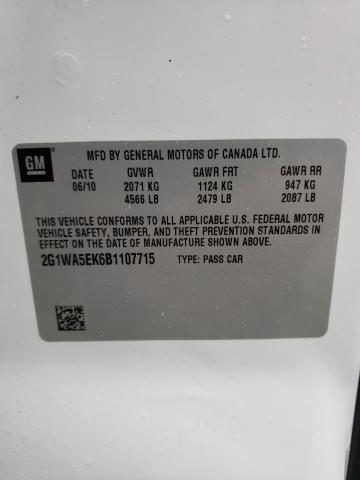 GM
MFD BY GENERAL MOTORS OF CANADA LTD.
DATE GVWR GAWR FRT GAWR RR
06/10 2071 KG 1124 KG 947 KG
4566 LB 2479 LB 2087 LB
THIS VEHICLE CONFORMS TO ALL APPLICABLE U.S. FEDERAL MOTOR
VEHICLE SAFETY, BUMPER, AND THEFT PREVENTION STANDARDS
IN EFFECT ON THE DATE OF MANUFACTURE SHOWN ABOVE.
2G1WA5EK6B1107715 TYPE: PASS CAR